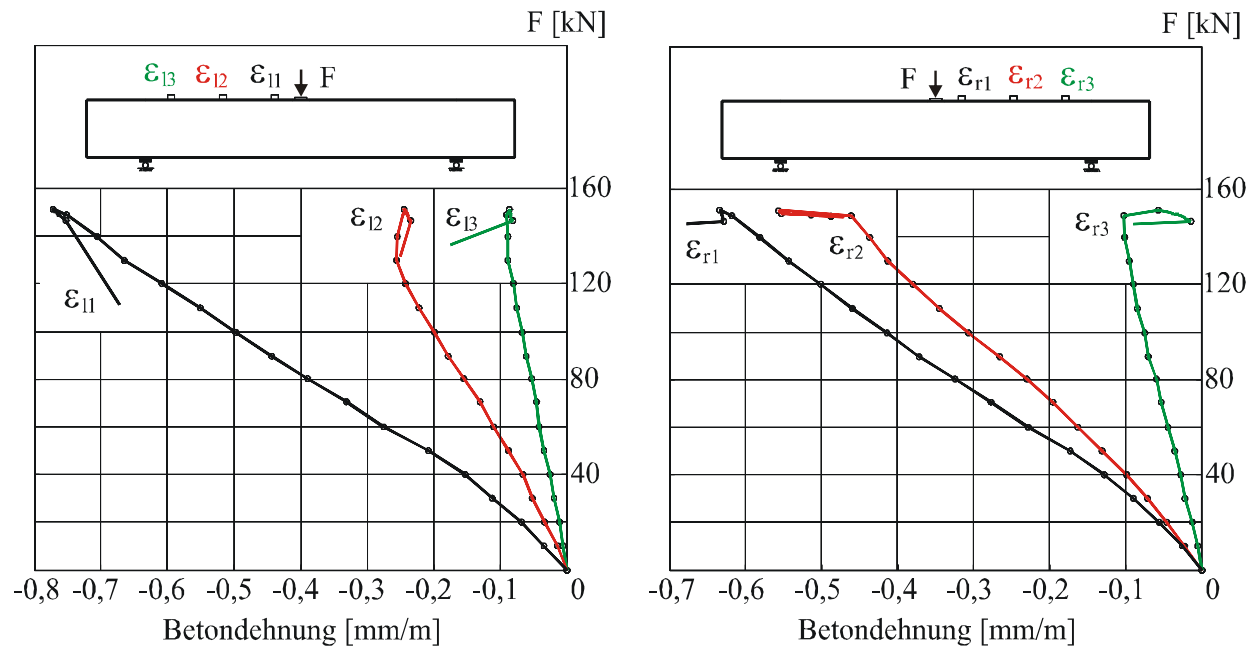 F [kN]
εl3 εl2 εl1 F
160
εl2 εl3
εl1
120
80
40
-0,8 -0,7 -0,6 -0,5 -0,4 -0,3 -0,2 -0,1 0
Betondehnung [mm/m]
F [kN]
F εr1 εr2 εr3
160
εr1 εr2 εr3
120
80
40
-0,7 -0,6 -0,5 -0,4 -0,3 -0,2 -0,1 0
Betondehnung [mm/m]